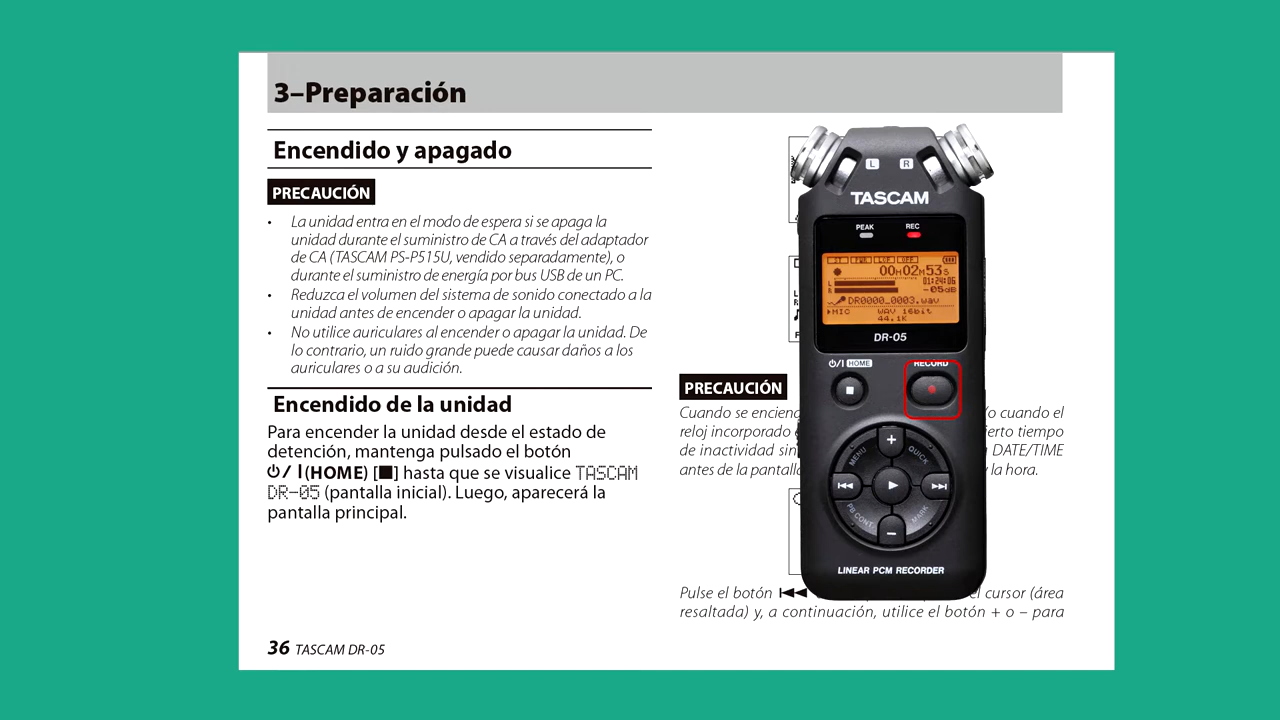 3–Preparación
Encendido y apagado
PRECAUCIÓN
• La unidad entra en el modo de espera si se apaga la
unidad durante el suministro de CA a través del adaptador
de CA (TASCAM PS-P515U, vendido separadamente), o
durante el suministro de energía por bus USB de un PC.
• Reduzca el volumen del sistema de sonido conectado a la
unidad antes de encender o apagar la unidad.
• No utilice auriculares al encender o apagar la unidad. De
lo contrario, un ruido grande puede causar daños a los
auriculares o a su audición.
Encendido de la unidad
Para encender la unidad desde el estado de
detención, mantenga pulsado el botón
⏻/I(HOME) [■] hasta que se visualice TASCAM
DR-05 (pantalla inicial). Luego, aparecerá la
pantalla principal.
36 TASCAM DR-05
PRECAUCIÓN
Cuando se enciend /o cuando el
reloj incorporado tiempo
de inactividad DATE/TIME
antes de la la hora.
Pulse el botón ⏮ cursor (área
resaltada) y, a continuación, utilice el botón + o – para
L R
TASCAM
PEAK REC
00H02M53S
01:24:06
L
R -05dB
DR0000_0003.wav
MIC WAV 16bit
44.1K
DR-05
⏻/I HOME RECORD
+
MENU QUICK
PB CONT. MARK
–
LINEAR PCM RECORDER